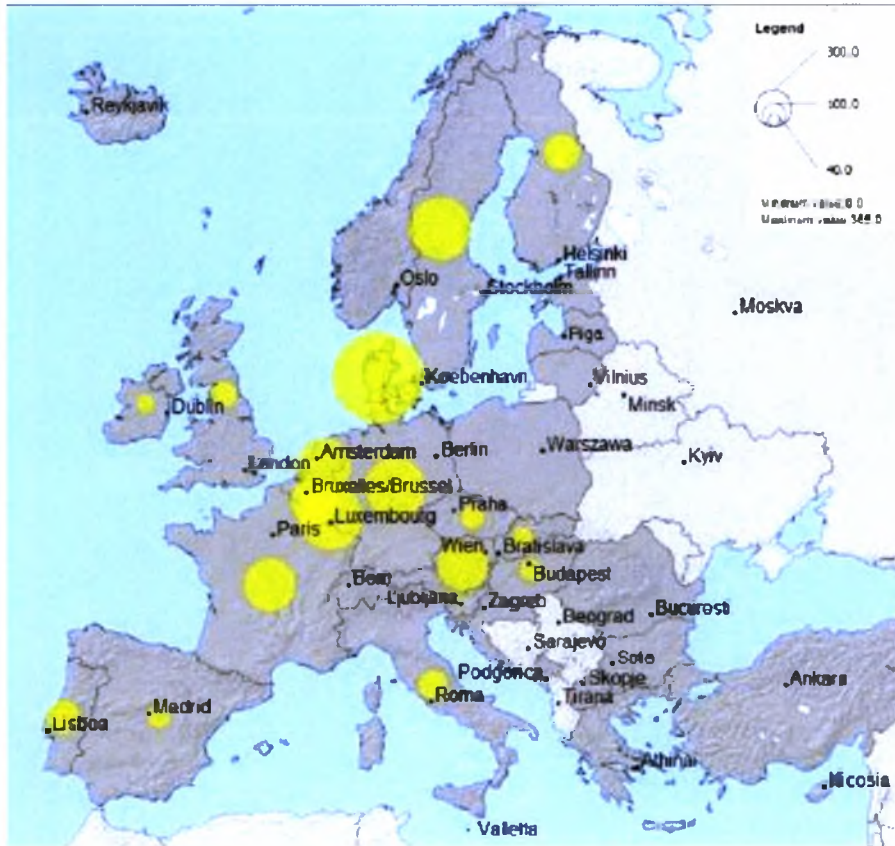 Legend
300.0
100.0
40.0
Reykjavik
Helsinki
Tallinn
Oslo
Stockholm
Moskva
Riga
Koebenhavn
Vilnius
Minsk
Dublin
Amsterdam
Berlin
Warszawa
London
Kyiv
Bruxelles/Brussel
Praha
Luxembourg
Paris
Wien
Bratislava
Budapest
Bern
Ljubljana
Zagreb
Beograd
Bucuresti
Sarajevo
Podgorica
Skopje
Ankara
Tirana
Roma
Madrid
Lisboa
Athinai
Nicosia
Valletta